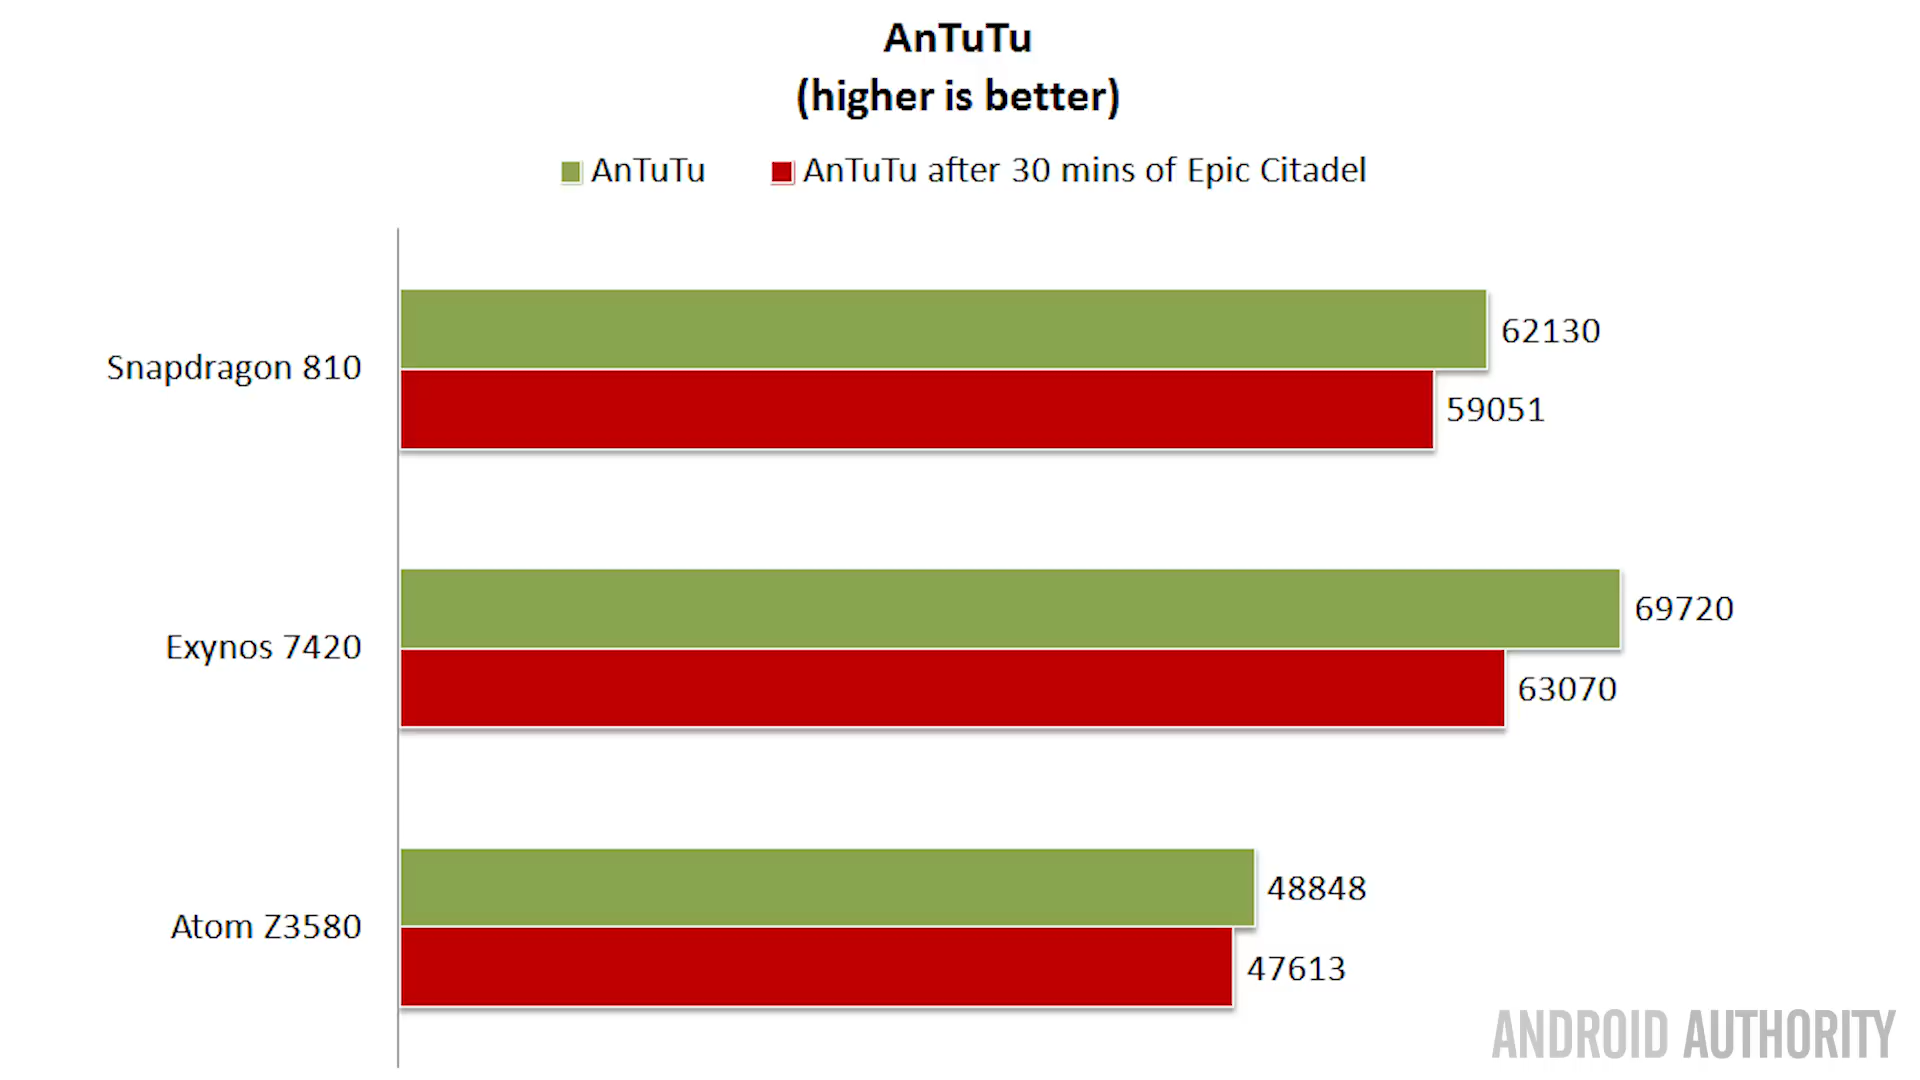 AnTuTu
(higher is better)
AnTuTu AnTuTu after 30 mins of Epic Citadel
Snapdragon 810
62130
59051
Exynos 7420
69720
63070
Atom Z3580
48848
47613
ANDROID AUTHORITY